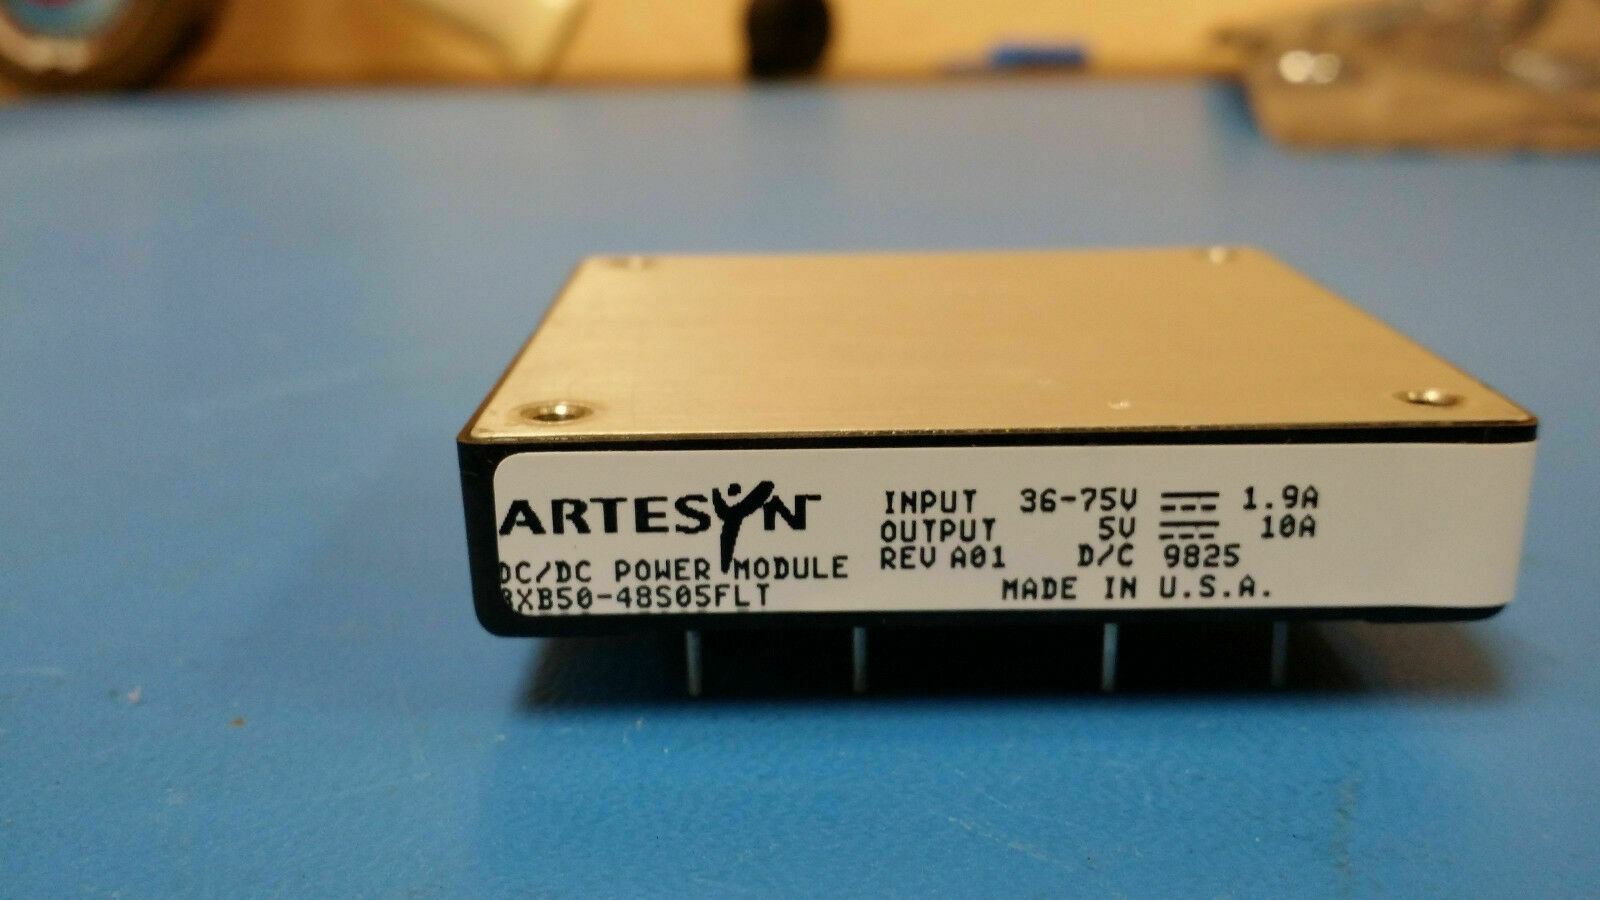 ARTESYN
DC/DC POWER MODULE
BXB50-48S05FLT
INPUT 36-75V ⎓ 1.9A
OUTPUT 5V ⎓ 10A
REV A01 D/C 9825
MADE IN U.S.A.